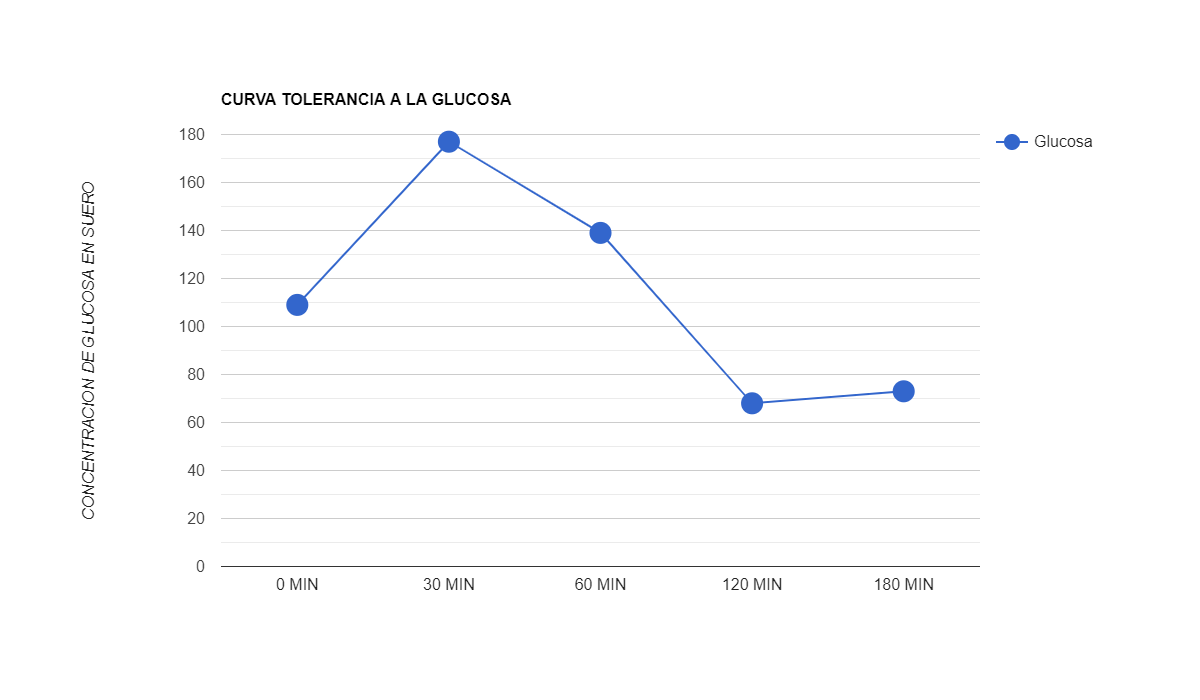 CURVA TOLERANCIA A LA GLUCOSA
Glucosa
CONCENTRACION DE GLUCOSA EN SUERO
180
160
140
120
100
80
60
40
20
0
0 MIN
30 MIN
60 MIN
120 MIN
180 MIN